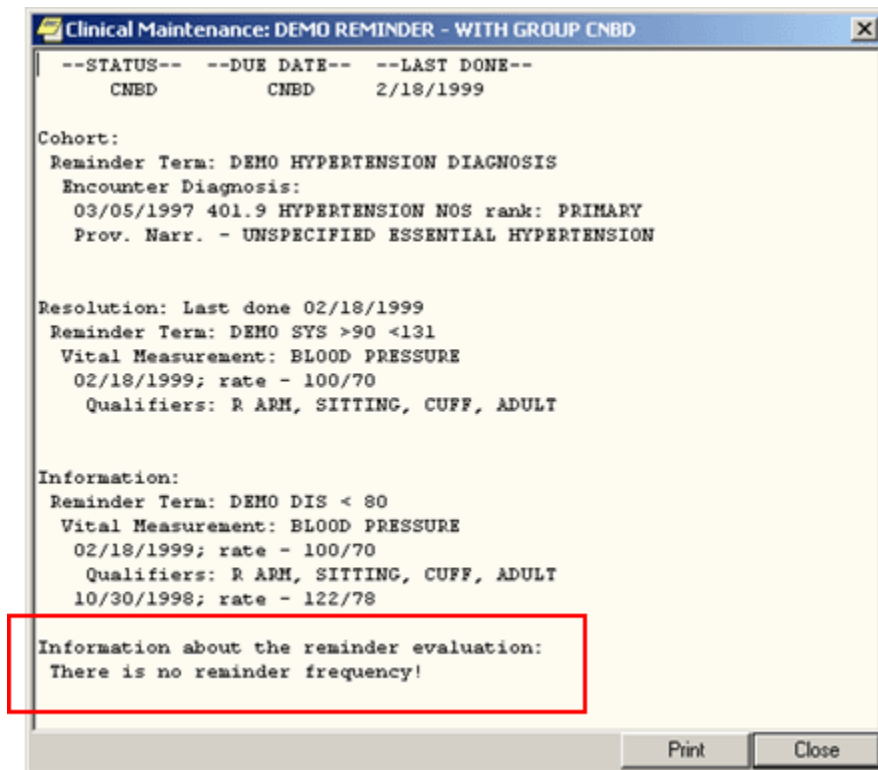 Clinical Maintenance: DEMO REMINDER - WITH GROUP CNBD
--STATUS-- --DUE DATE-- --LAST DONE--
CNBD CNBD 2/18/1999
Cohort:
Reminder Term: DEMO HYPERTENSION DIAGNOSIS
Encounter Diagnosis:
03/05/1997 401.9 HYPERTENSION NOS rank: PRIMARY
Prov. Narr. - UNSPECIFIED ESSENTIAL HYPERTENSION
Resolution: Last done 02/18/1999
Reminder Term: DEMO SYS >90 <131
Vital Measurement: BLOOD PRESSURE
02/18/1999; rate - 100/70
Qualifiers: R ARM, SITTING, CUFF, ADULT
Information:
Reminder Term: DEMO DIS < 80
Vital Measurement: BLOOD PRESSURE
02/18/1999; rate - 100/70
Qualifiers: R ARM, SITTING, CUFF, ADULT
10/30/1998; rate - 122/78
Information about the reminder evaluation:
There is no reminder frequency!
Print Close